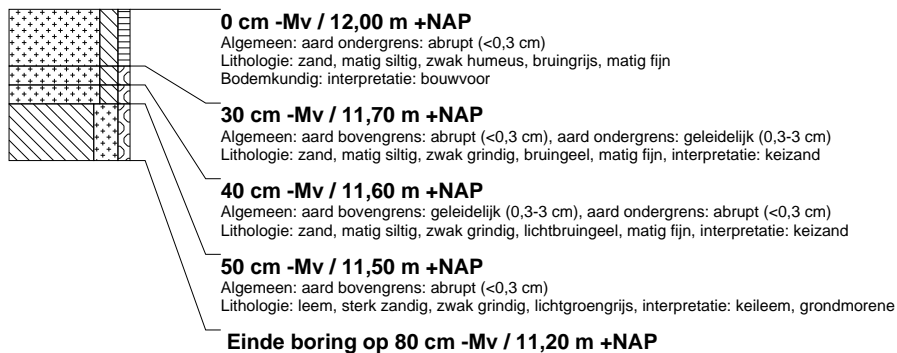 0 cm -Mv / 12,00 m +NAP
Algemeen: aard ondergrens: abrupt (<0,3 cm)
Lithologie: zand, matig siltig, zwak humeus, bruingrijs, matig fijn
Bodemkundig: interpretatie: bouwvoor
30 cm -Mv / 11,70 m +NAP
Algemeen: aard bovengrens: abrupt (<0,3 cm), aard ondergrens: geleidelijk (0,3-3 cm)
Lithologie: zand, matig siltig, zwak grindig, bruingeel, matig fijn, interpretatie: keizand
40 cm -Mv / 11,60 m +NAP
Algemeen: aard bovengrens: geleidelijk (0,3-3 cm), aard ondergrens: abrupt (<0,3 cm)
Lithologie: zand, matig siltig, zwak grindig, lichtbruingeel, matig fijn, interpretatie: keizand
50 cm -Mv / 11,50 m +NAP
Algemeen: aard bovengrens: abrupt (<0,3 cm)
Lithologie: leem, sterk zandig, zwak grindig, lichtgroengrijs, interpretatie: keileem, grondmorene
Einde boring op 80 cm -Mv / 11,20 m +NAP